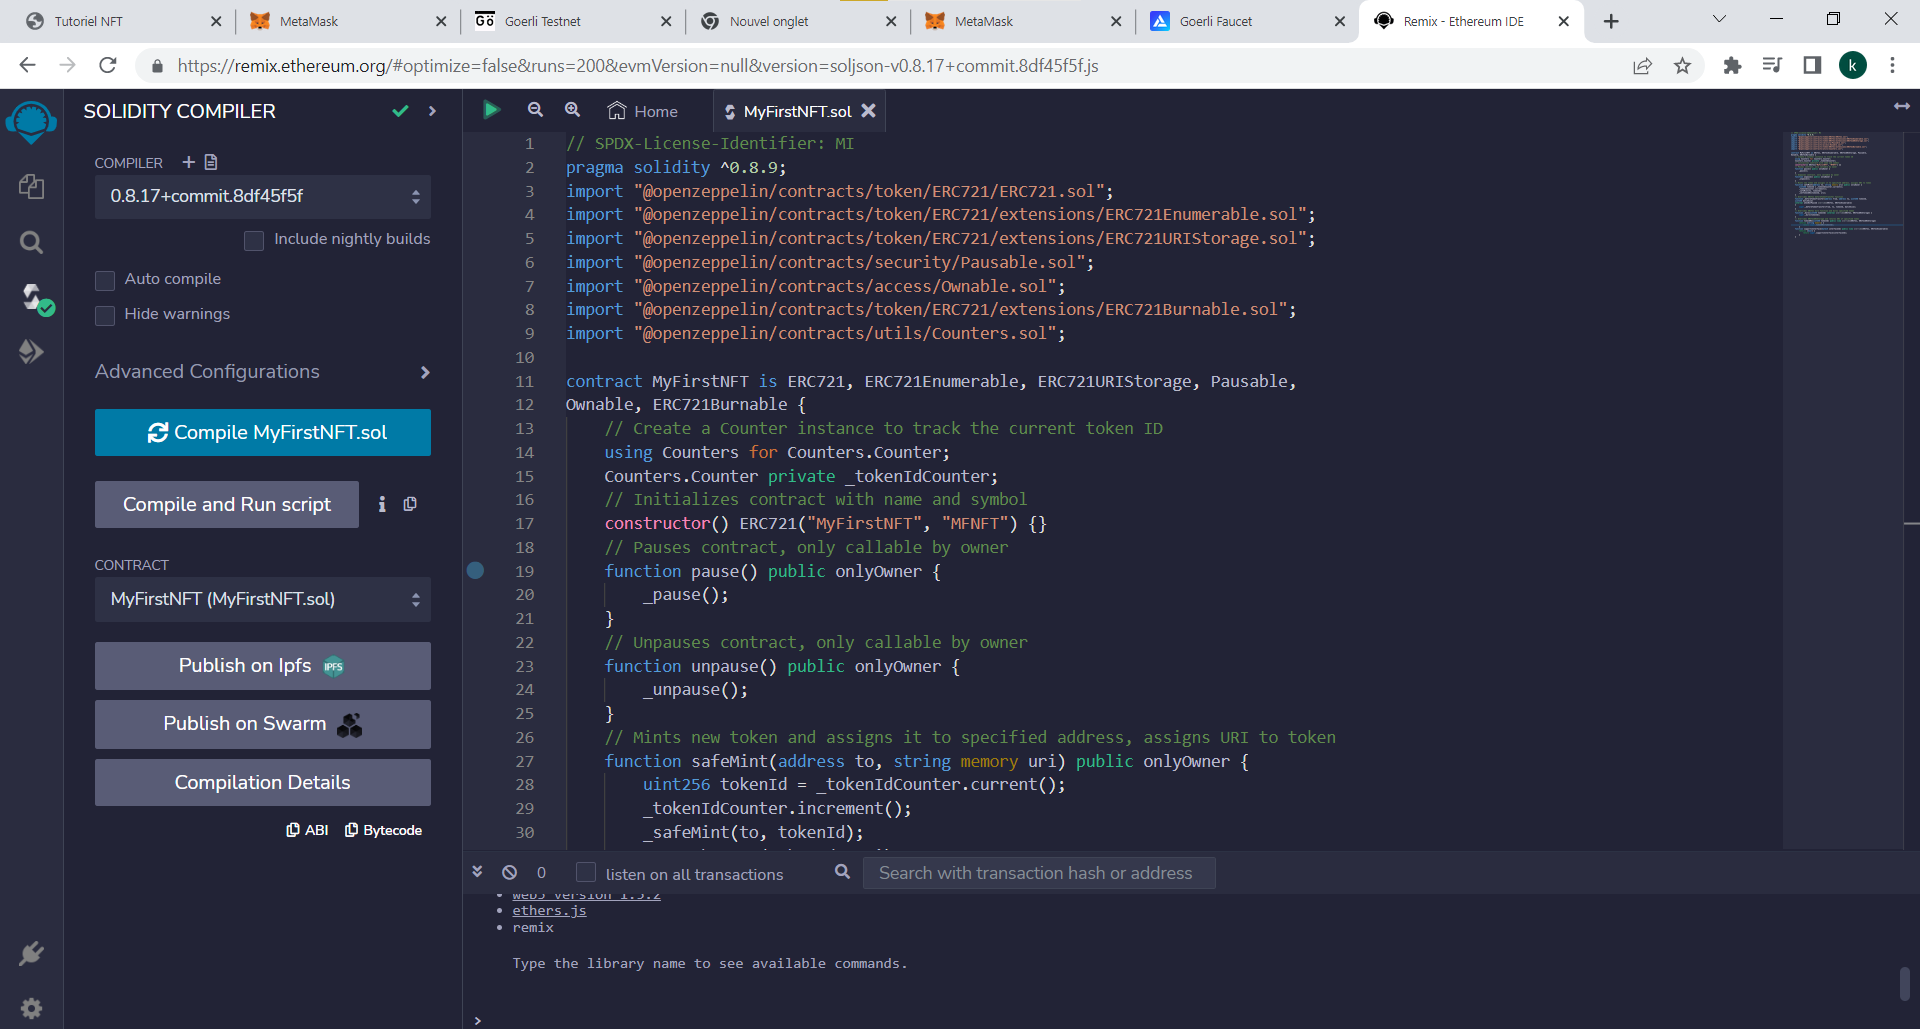 Tutoriel NFT
MetaMask
Gö
Goerli Testnet
Nouvel onglet
MetaMask
Goerli Faucet
Remix - Ethereum IDE
https://remix.ethereum.org/#optimize=false&runs=200&evmVersion=null&version=soljson-v0.8.17+commit.8df45f5f.js
k
SOLIDITY COMPILER
COMPILER
0.8.17+commit.8df45f5f
Include nightly builds
Auto compile
Hide warnings
Advanced Configurations
Compile MyFirstNFT.sol
Compile and Run script
CONTRACT
MyFirstNFT (MyFirstNFT.sol)
Publish on Ipfs IPFS
Publish on Swarm
Compilation Details
ABI Bytecode
Home
MyFirstNFT.sol
1 // SPDX-License-Identifier: MI
2 pragma solidity ^0.8.9;
3 import "@openzeppelin/contracts/token/ERC721/ERC721.sol";
4 import "@openzeppelin/contracts/token/ERC721/extensions/ERC721Enumerable.sol";
5 import "@openzeppelin/contracts/token/ERC721/extensions/ERC721URIStorage.sol";
6 import "@openzeppelin/contracts/security/Pausable.sol";
7 import "@openzeppelin/contracts/access/Ownable.sol";
8 import "@openzeppelin/contracts/token/ERC721/extensions/ERC721Burnable.sol";
9 import "@openzeppelin/contracts/utils/Counters.sol";
10
11 contract MyFirstNFT is ERC721, ERC721Enumerable, ERC721URIStorage, Pausable,
12 Ownable, ERC721Burnable {
13 // Create a Counter instance to track the current token ID
14 using Counters for Counters.Counter;
15 Counters.Counter private _tokenIdCounter;
16 // Initializes contract with name and symbol
17 constructor() ERC721("MyFirstNFT", "MFNFT") {}
18 // Pauses contract, only callable by owner
19 function pause() public onlyOwner {
20 _pause();
21 }
22 // Unpauses contract, only callable by owner
23 function unpause() public onlyOwner {
24 _unpause();
25 }
26 // Mints new token and assigns it to specified address, assigns URI to token
27 function safeMint(address to, string memory uri) public onlyOwner {
28 uint256 tokenId = _tokenIdCounter.current();
29 _tokenIdCounter.increment();
30 _safeMint(to, tokenId);
0
listen on all transactions
Search with transaction hash or address
• web3 version 1.5.2
• ethers.js
• remix
Type the library name to see available commands.
>